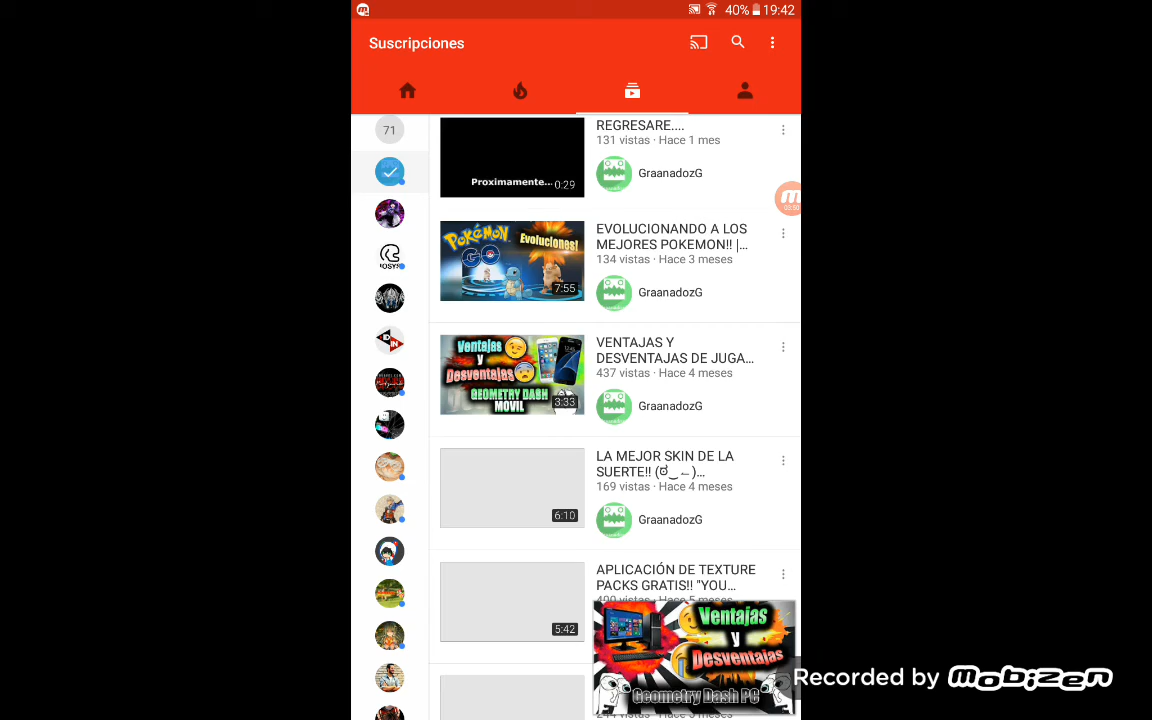 40% 19:42
Suscripciones
71
REGRESARE....
131 vistas · Hace 1 mes
Proximamente... 0:29
GraanadozG
EVOLUCIONANDO A LOS
MEJORES POKEMON!! |...
134 vistas · Hace 3 meses
POKÉMON GO Evoluciones!
7:55
GraanadozG
VENTAJAS Y
DESVENTAJAS DE JUGA...
437 vistas · Hace 4 meses
Ventajas
y
Desventajas
GEOMETRY DASH
MOVIL
3:33
GraanadozG
LA MEJOR SKIN DE LA
169 vistas · Hace 4 meses
6:10
GraanadozG
APLICACIÓN DE TEXTURE
PACKS GRATIS!! "YOU...
5:42
Ventajas
y
Desventajas
Geometry Dash PC
Recorded by mobizen